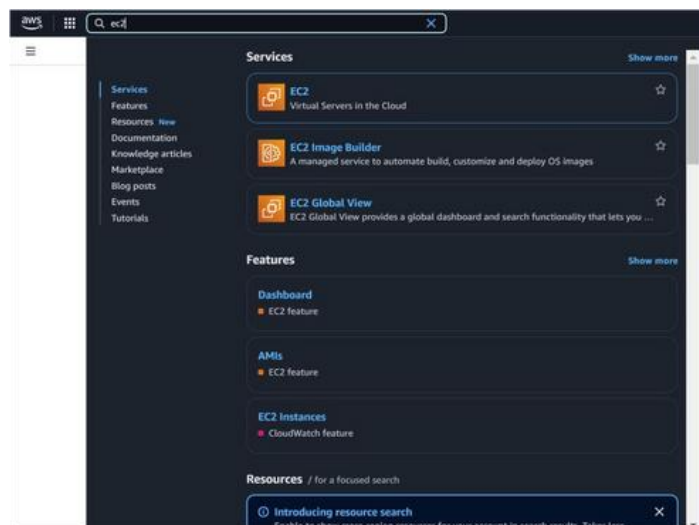 aws
ec2
Services
Features
Resources New
Documentation
Knowledge articles
Marketplace
Blog posts
Events
Tutorials
Services
Show more
EC2
Virtual Servers in the Cloud
EC2 Image Builder
A managed service to automate build, customize and deploy OS images
EC2 Global View
EC2 Global View provides a global dashboard and search functionality that lets you ...
Features
Show more
Dashboard
EC2 feature
AMIs
EC2 feature
EC2 Instances
CloudWatch feature
Resources / for a focused search
Introducing resource search